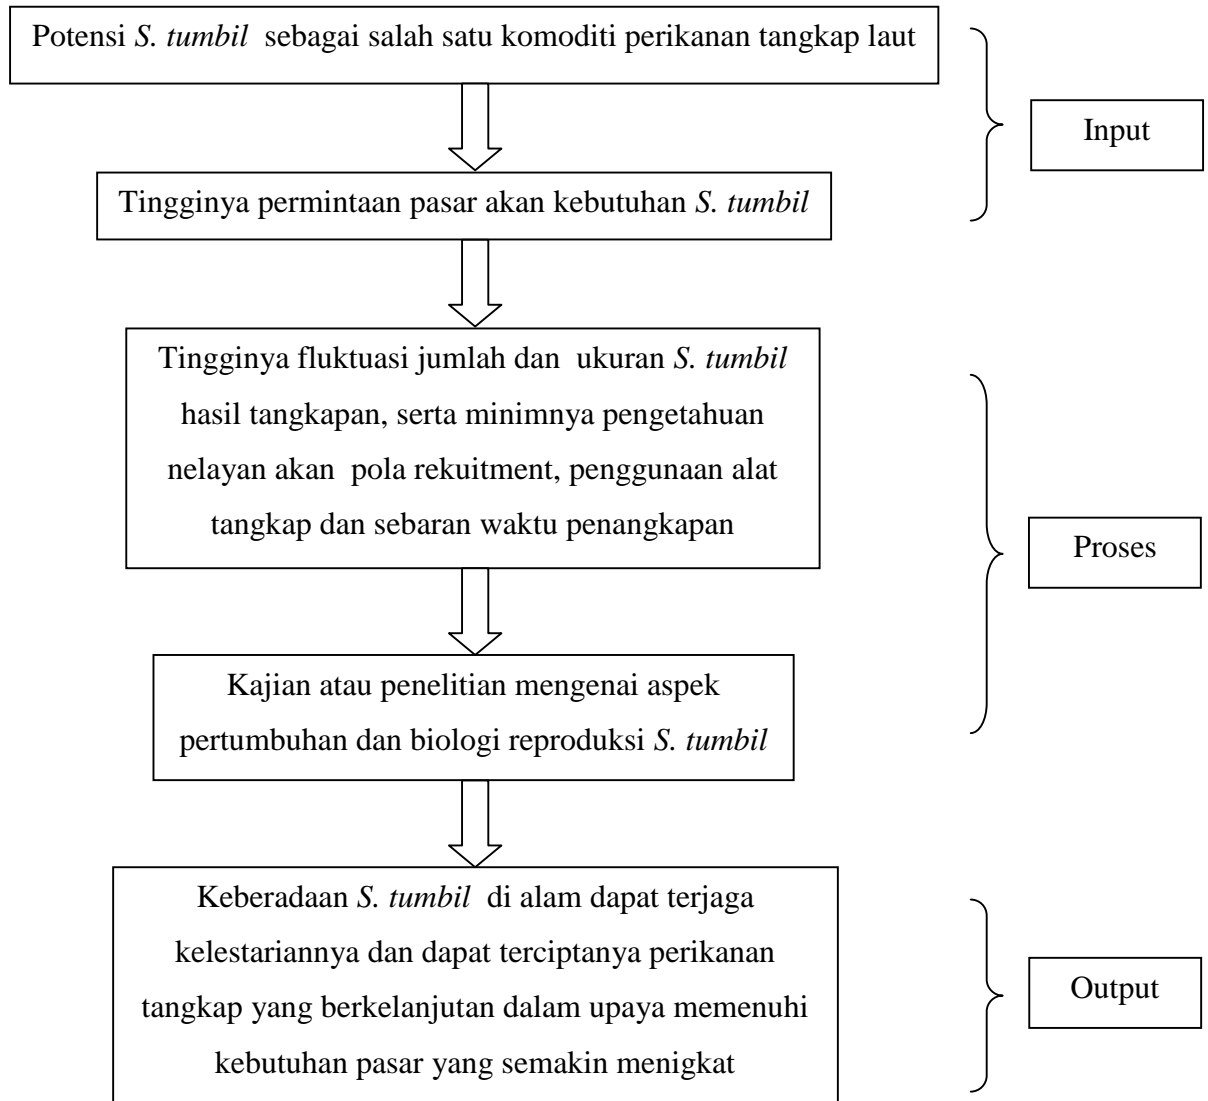 Potensi S. tumbil sebagai salah satu komoditi perikanan tangkap laut
Input
Tingginya permintaan pasar akan kebutuhan S. tumbil
Tingginya fluktuasi jumlah dan ukuran S. tumbil
hasil tangkapan, serta minimnya pengetahuan
nelayan akan pola rekuitment, penggunaan alat
tangkap dan sebaran waktu penangkapan
Proses
Kajian atau penelitian mengenai aspek
pertumbuhan dan biologi reproduksi S. tumbil
Keberadaan S. tumbil di alam dapat terjaga
kelestariannya dan dapat terciptanya perikanan
tangkap yang berkelanjutan dalam upaya memenuhi
kebutuhan pasar yang semakin menigkat
Output